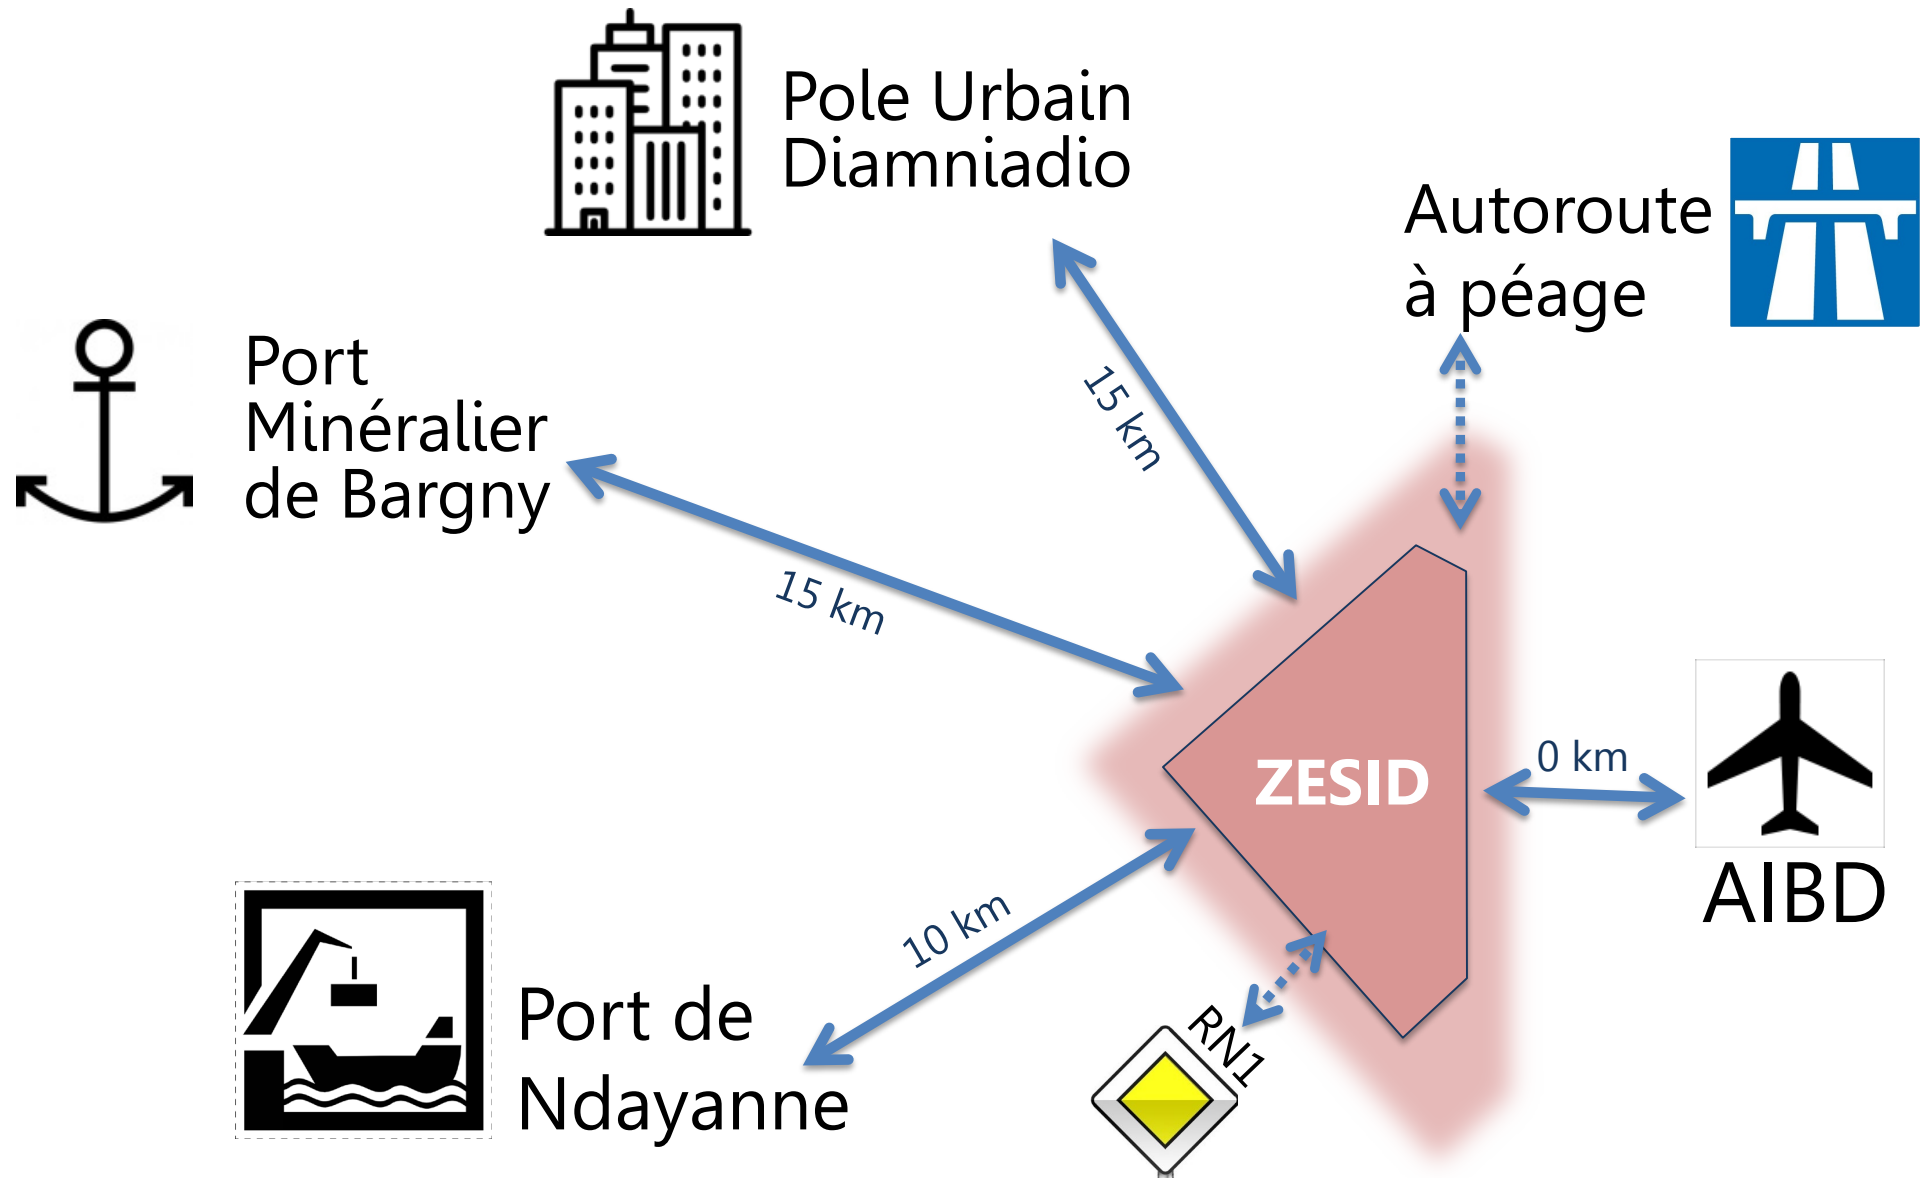 Pole Urbain
Diamniadio
Autoroute
à péage
Port
Minéralier
de Bargny
15 km
15 km
ZESID
0 km
AIBD
10 km
Port de
Ndayanne
RN1